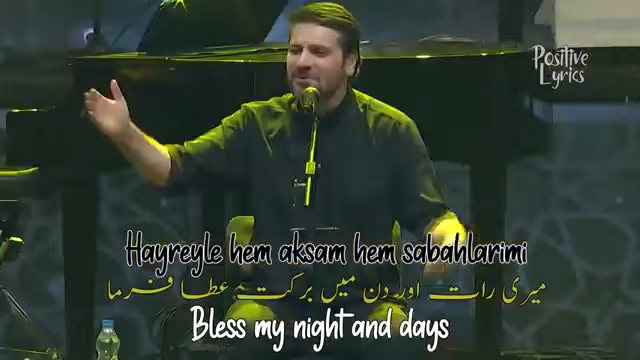 Positive
Lyrics
Hayreyle hem aksam hem sabahlarimi
میری رات اور دن میں برکت عطا فرما
Bless my night and days